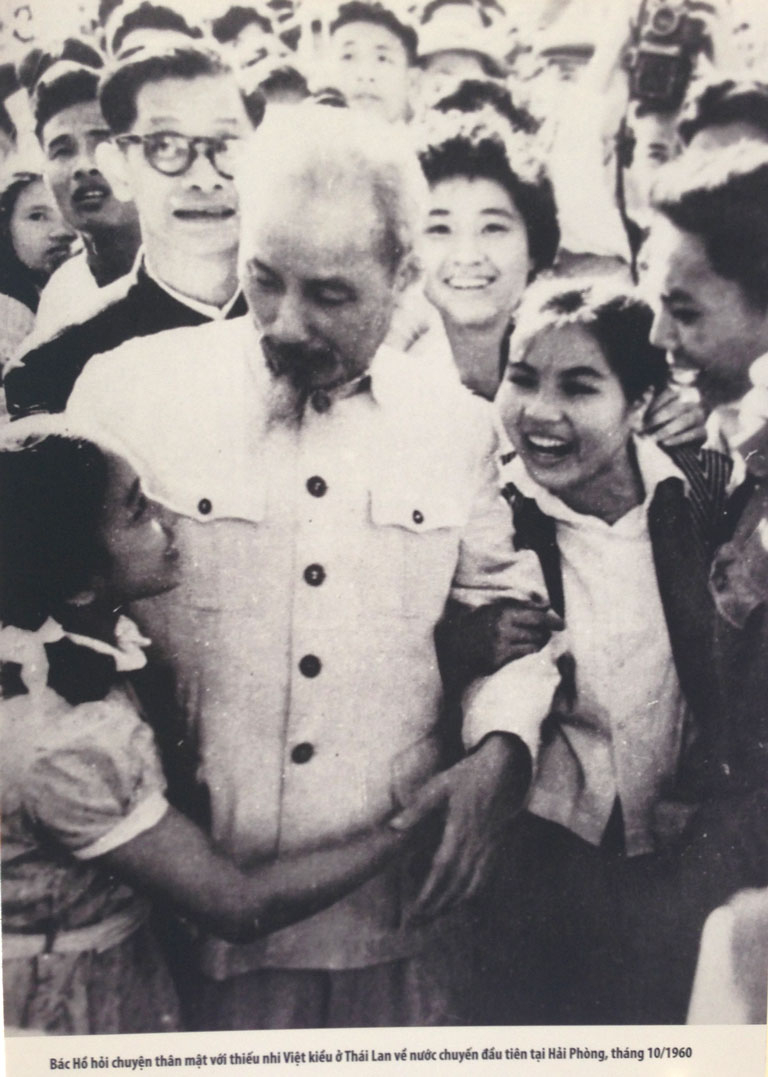 Bác Hồ hỏi chuyện thân mật với thiếu nhi Việt kiều ở Thái Lan về nước chuyến đầu tiên tại Hải Phòng, tháng 10/1960